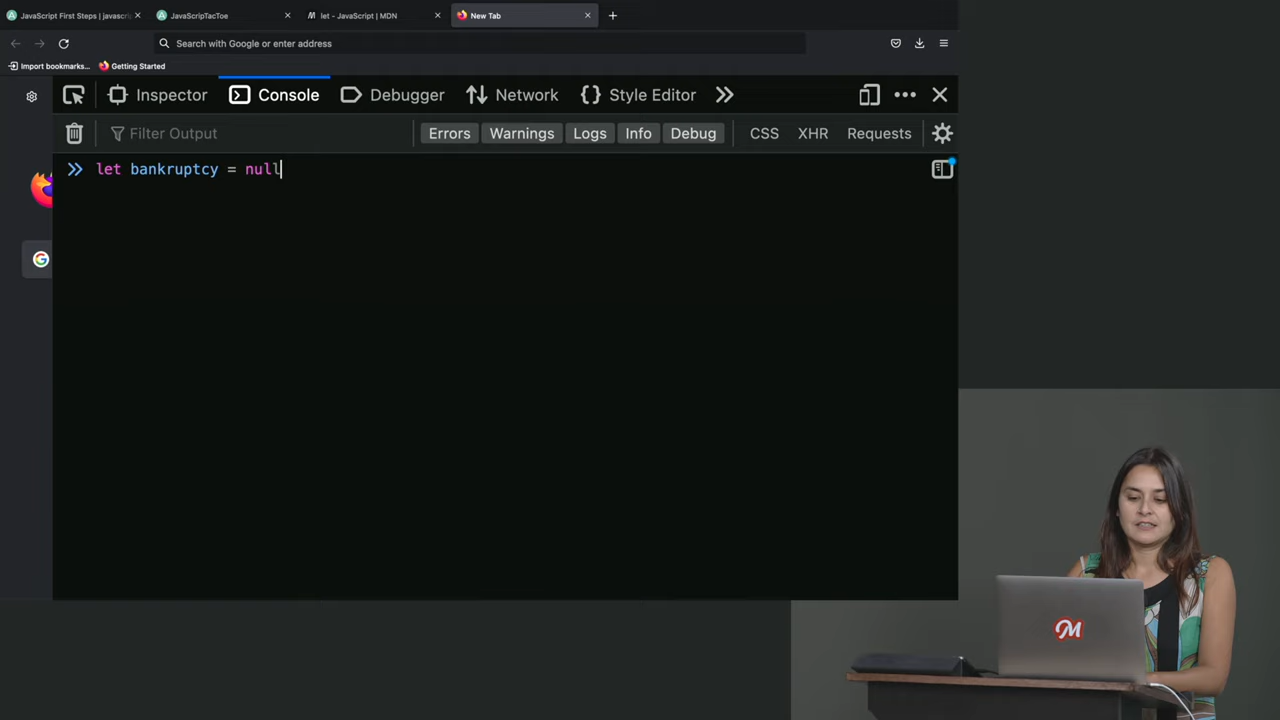 JavaScript First Steps | javascri
JavaScripTacToe
let - JavaScript | MDN
New Tab
Search with Google or enter address
Import bookmarks...
Getting Started
Inspector
Console
Debugger
Network
Style Editor
Filter Output
Errors
Warnings
Logs
Info
Debug
CSS
XHR
Requests
let bankruptcy = null
M